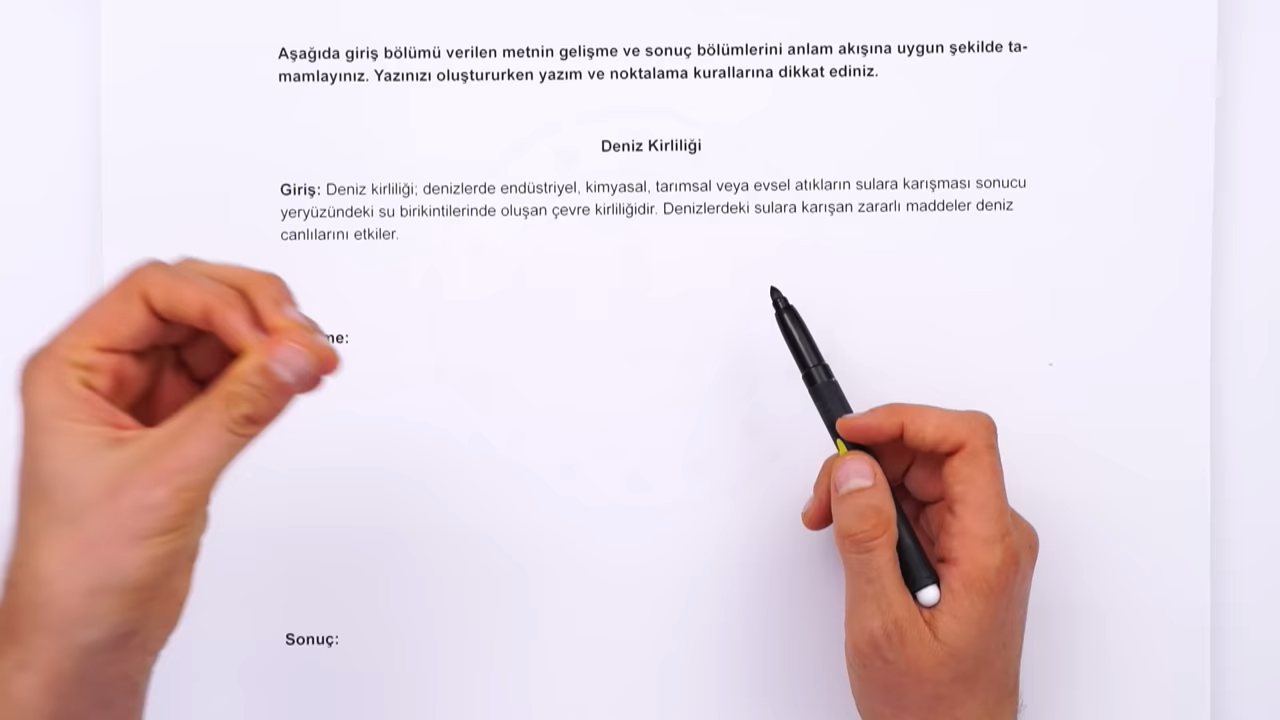 Aşağıda giriş bölümü verilen metnin gelişme ve sonuç bölümlerini anlam akışına uygun şekilde ta-
mamlayınız. Yazınızı oluştururken yazım ve noktalama kurallarına dikkat ediniz.
Deniz Kirliliği
Giriş: Deniz kirliliği; denizlerde endüstriyel, kimyasal, tarımsal veya evsel atıkların sulara karışması sonucu
yeryüzündeki su birikintilerinde oluşan çevre kirliliğidir. Denizlerdeki sulara karışan zararlı maddeler deniz
canlılarını etkiler.
Sonuç: